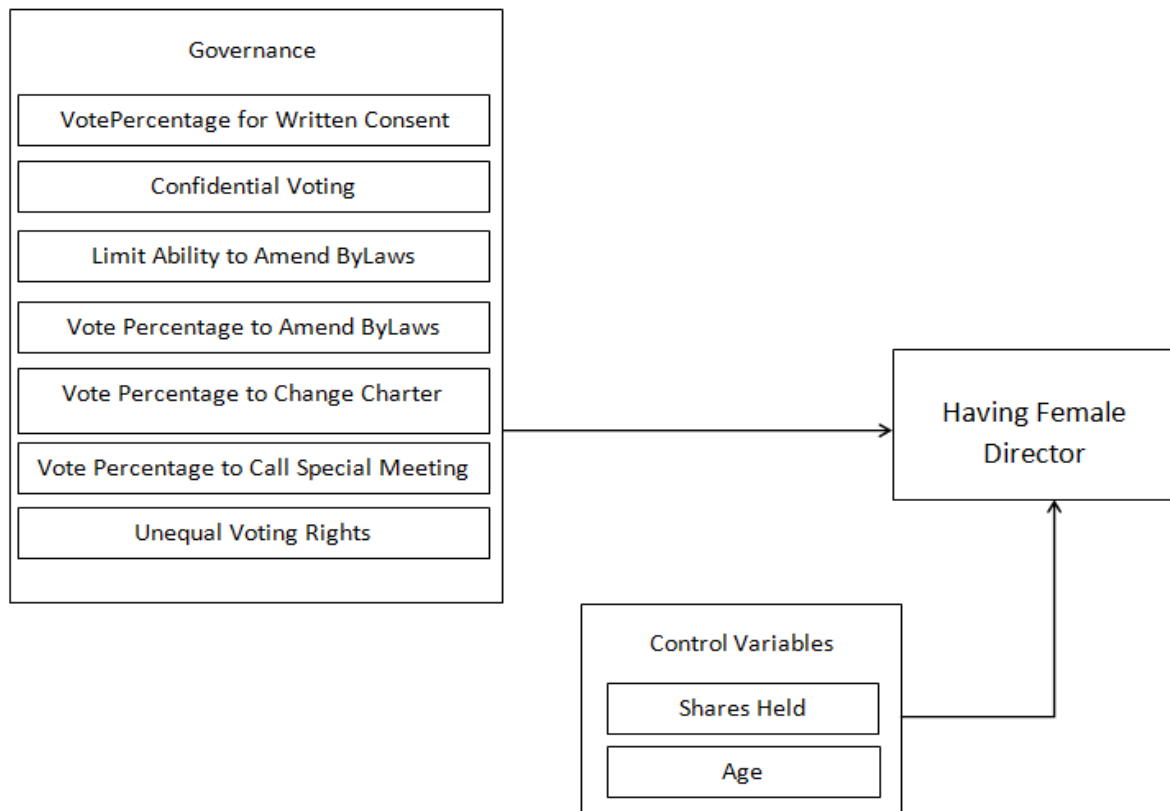 Governance
VotePercentage for Written Consent
Confidential Voting
Limit Ability to Amend ByLaws
Vote Percentage to Amend ByLaws
Vote Percentage to Change Charter
Vote Percentage to Call Special Meeting
Unequal Voting Rights
Having Female
Director
Control Variables
Shares Held
Age